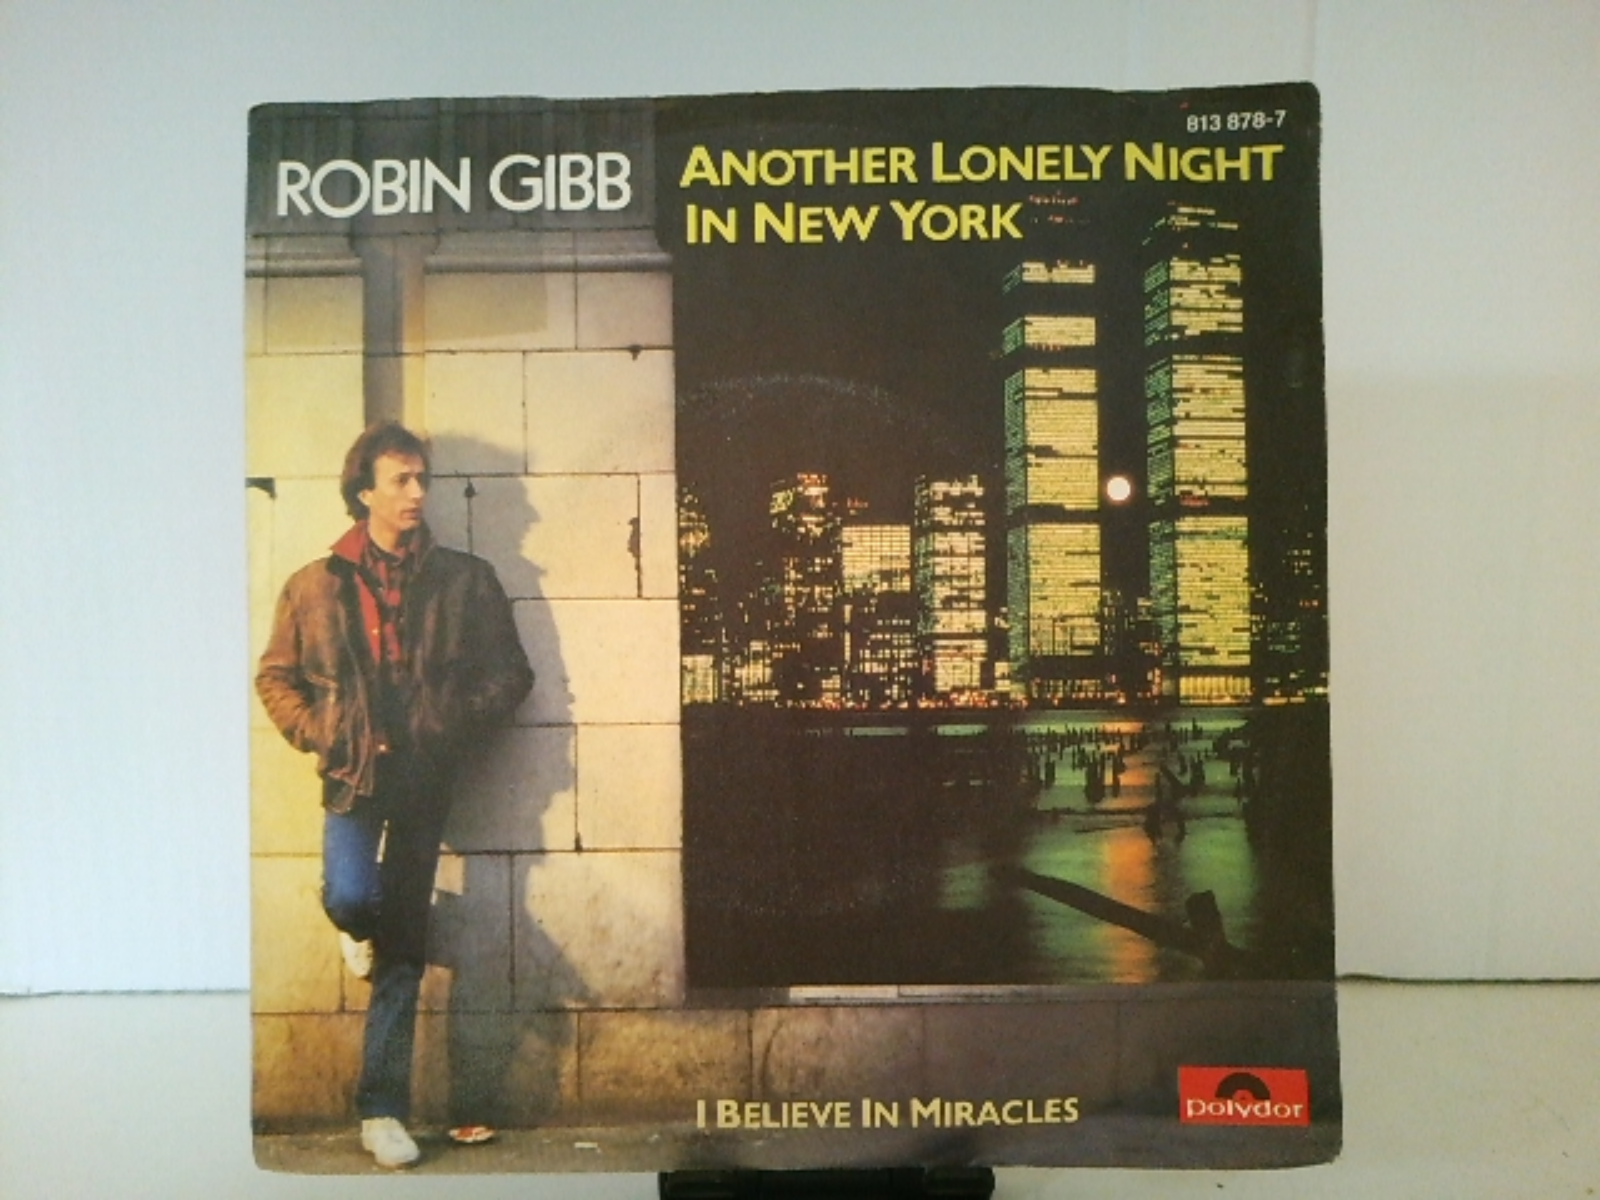 813 878-7
ROBIN GIBB
ANOTHER LONELY NIGHT
IN NEW YORK
I BELIEVE IN MIRACLES
polydor